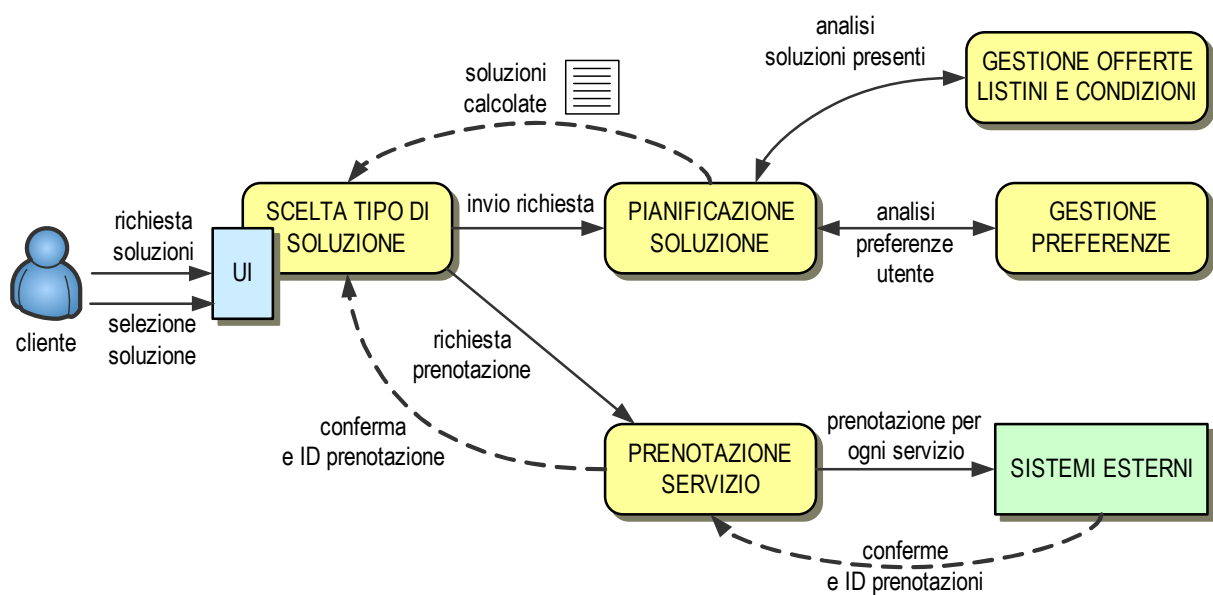 analisi
soluzioni presenti
GESTIONE OFFERTE
LISTINI E CONDIZIONI
soluzioni
calcolate
richiesta
soluzioni
SCELTA TIPO DI
SOLUZIONE
invio richiesta
PIANIFICAZIONE
SOLUZIONE
analisi
preferenze
utente
GESTIONE
PREFERENZE
UI
cliente
selezione
soluzione
richiesta
prenotazione
conferma
e ID prenotazione
PRENOTAZIONE
SERVIZIO
prenotazione per
ogni servizio
SISTEMI ESTERNI
conferme
e ID prenotazioni